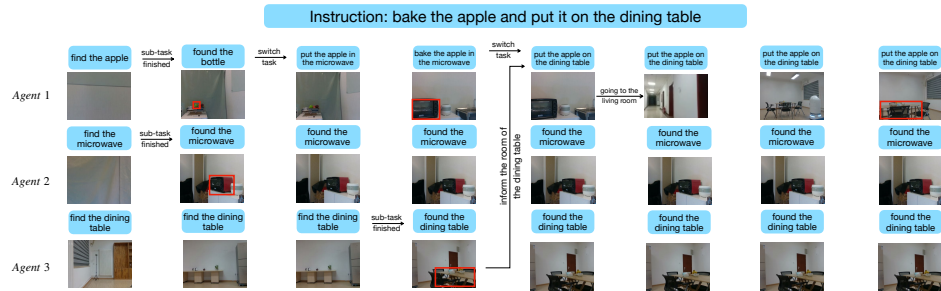 Instruction: bake the apple and put it on the dining table
find the apple
sub-task
finished
found the
bottle
switch
task
put the apple in
the microwave
bake the apple in
the microwave
switch
task
put the apple on
the dining table
going to the
living room
put the apple on
the dining table
put the apple on
the dining table
put the apple on
the dining table
Agent 1
find the
microwave
sub-task
finished
found the
microwave
found the
microwave
found the
microwave
inform the room of
the dining table
found the
microwave
found the
microwave
found the
microwave
found the
microwave
Agent 2
find the dining
table
find the dining
table
find the dining
table
sub-task
finished
found the
dining table
found the
dining table
found the
dining table
found the
dining table
found the
dining table
Agent 3